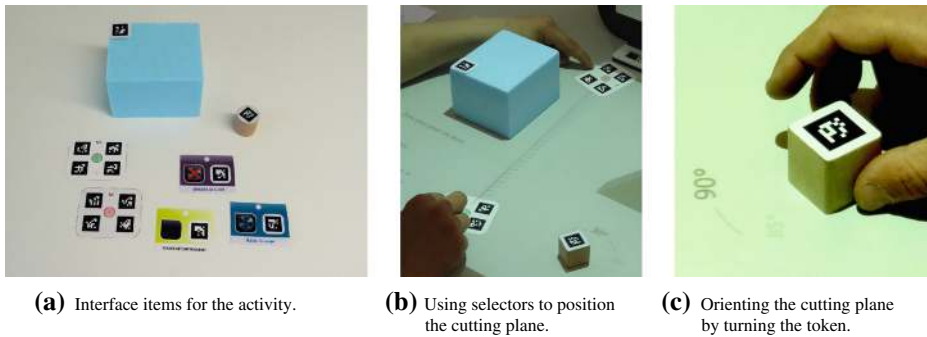 90°
(a) Interface items for the activity.
(b) Using selectors to position
the cutting plane.
(c) Orienting the cutting plane
by turning the token.